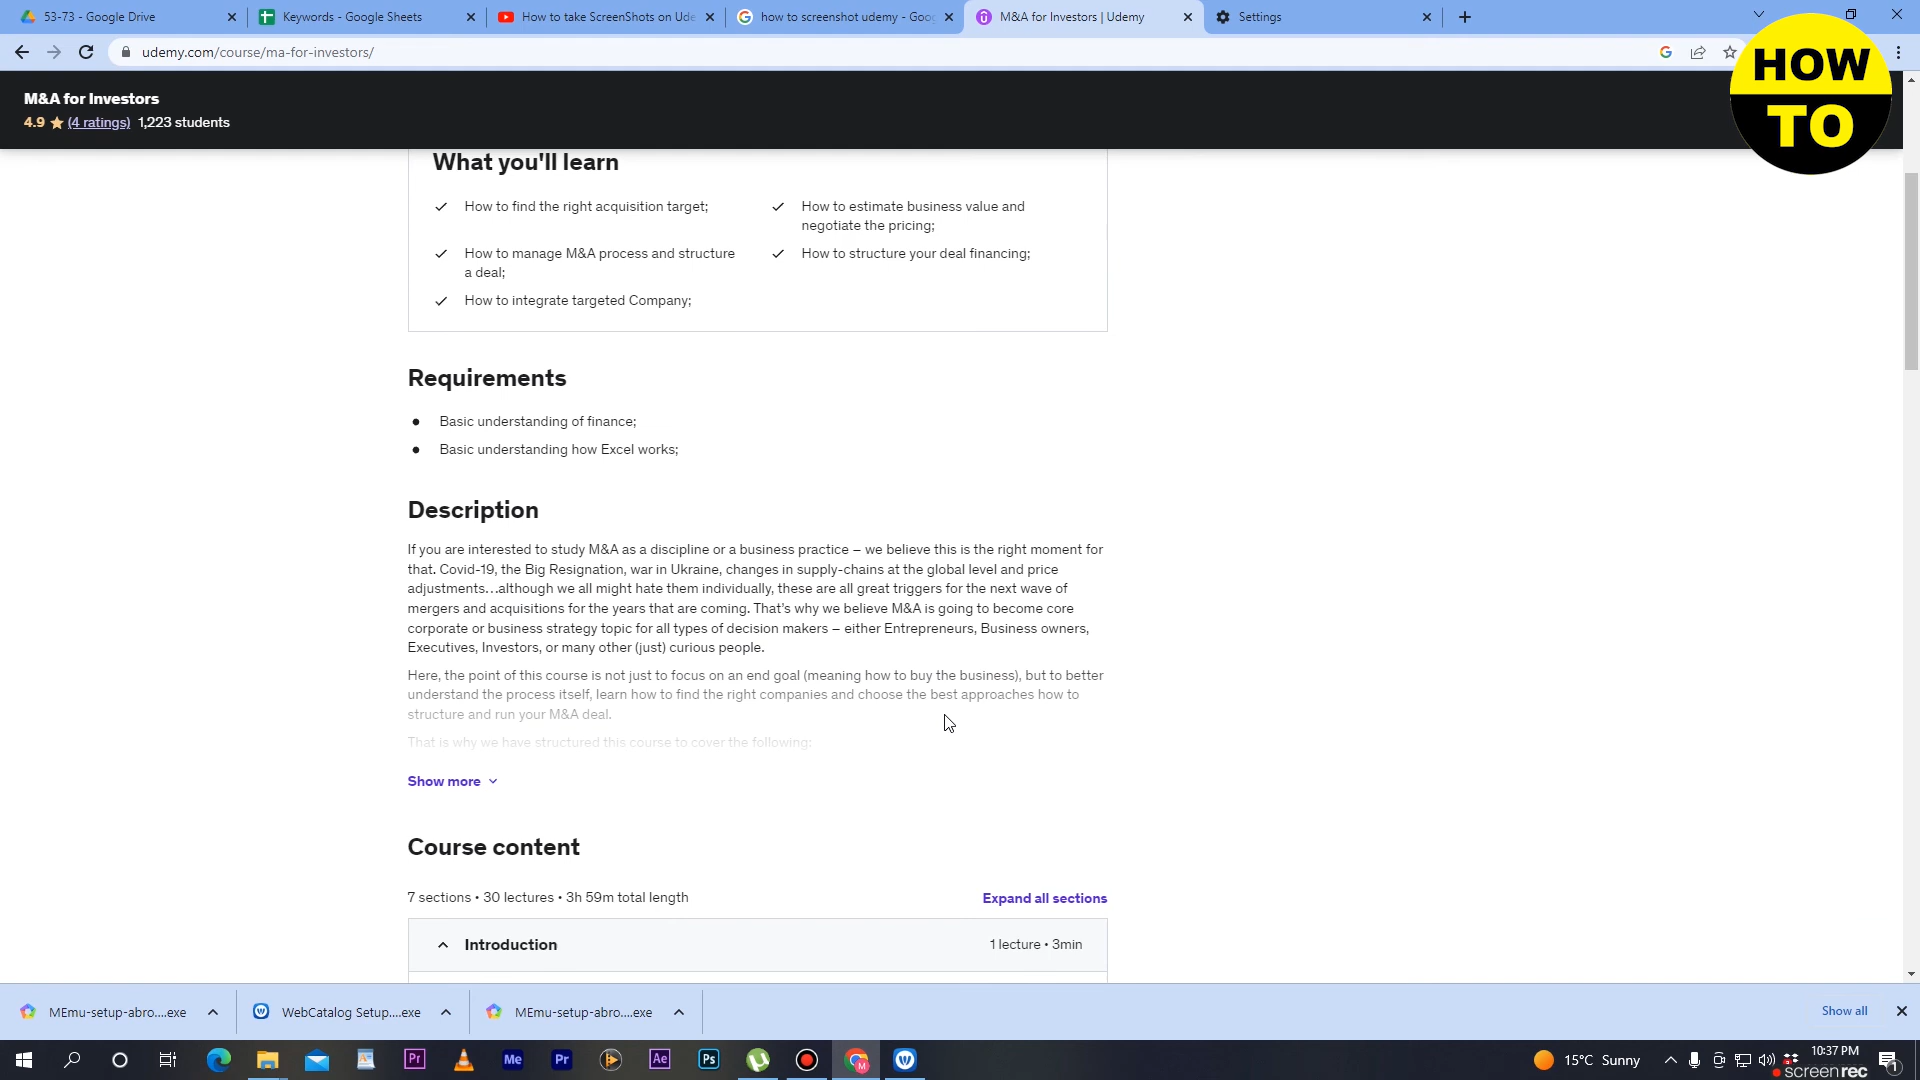 53-73 - Google Drive
Keywords - Google Sheets
How to take ScreenShots on Ude
how to screenshot udemy - Goo
M&A for Investors | Udemy
Settings
udemy.com/course/ma-for-investors/
HOW
TO
M&A for Investors
4.9 (4 ratings) 1,223 students
What you'll learn
How to find the right acquisition target;
How to estimate business value and
negotiate the pricing;
How to manage M&A process and structure
a deal;
How to structure your deal financing;
How to integrate targeted Company;
Requirements
Basic understanding of finance;
Basic understanding how Excel works;
Description
If you are interested to study M&A as a discipline or a business practice – we believe this is the right moment for
that. Covid-19, the Big Resignation, war in Ukraine, changes in supply-chains at the global level and price
adjustments…although we all might hate them individually, these are all great triggers for the next wave of
mergers and acquisitions for the years that are coming. That's why we believe M&A is going to become core
corporate or business strategy topic for all types of decision makers – either Entrepreneurs, Business owners,
Executives, Investors, or many other (just) curious people.
Here, the point of this course is not just to focus on an end goal (meaning how to buy the business), but to better
understand the process itself, learn how to find the right companies and choose the best approaches how to
structure and run your M&A deal.
That is why we have structured this course to cover the following:
Show more
Course content
7 sections • 30 lectures • 3h 59m total length
Expand all sections
Introduction
1 lecture • 3min
MEmu-setup-abro....exe
WebCatalog Setup....exe
MEmu-setup-abro....exe
Show all
Pr
Me
Pr
Ae
Ps
15°C Sunny
10:37 PM
screenrec
1